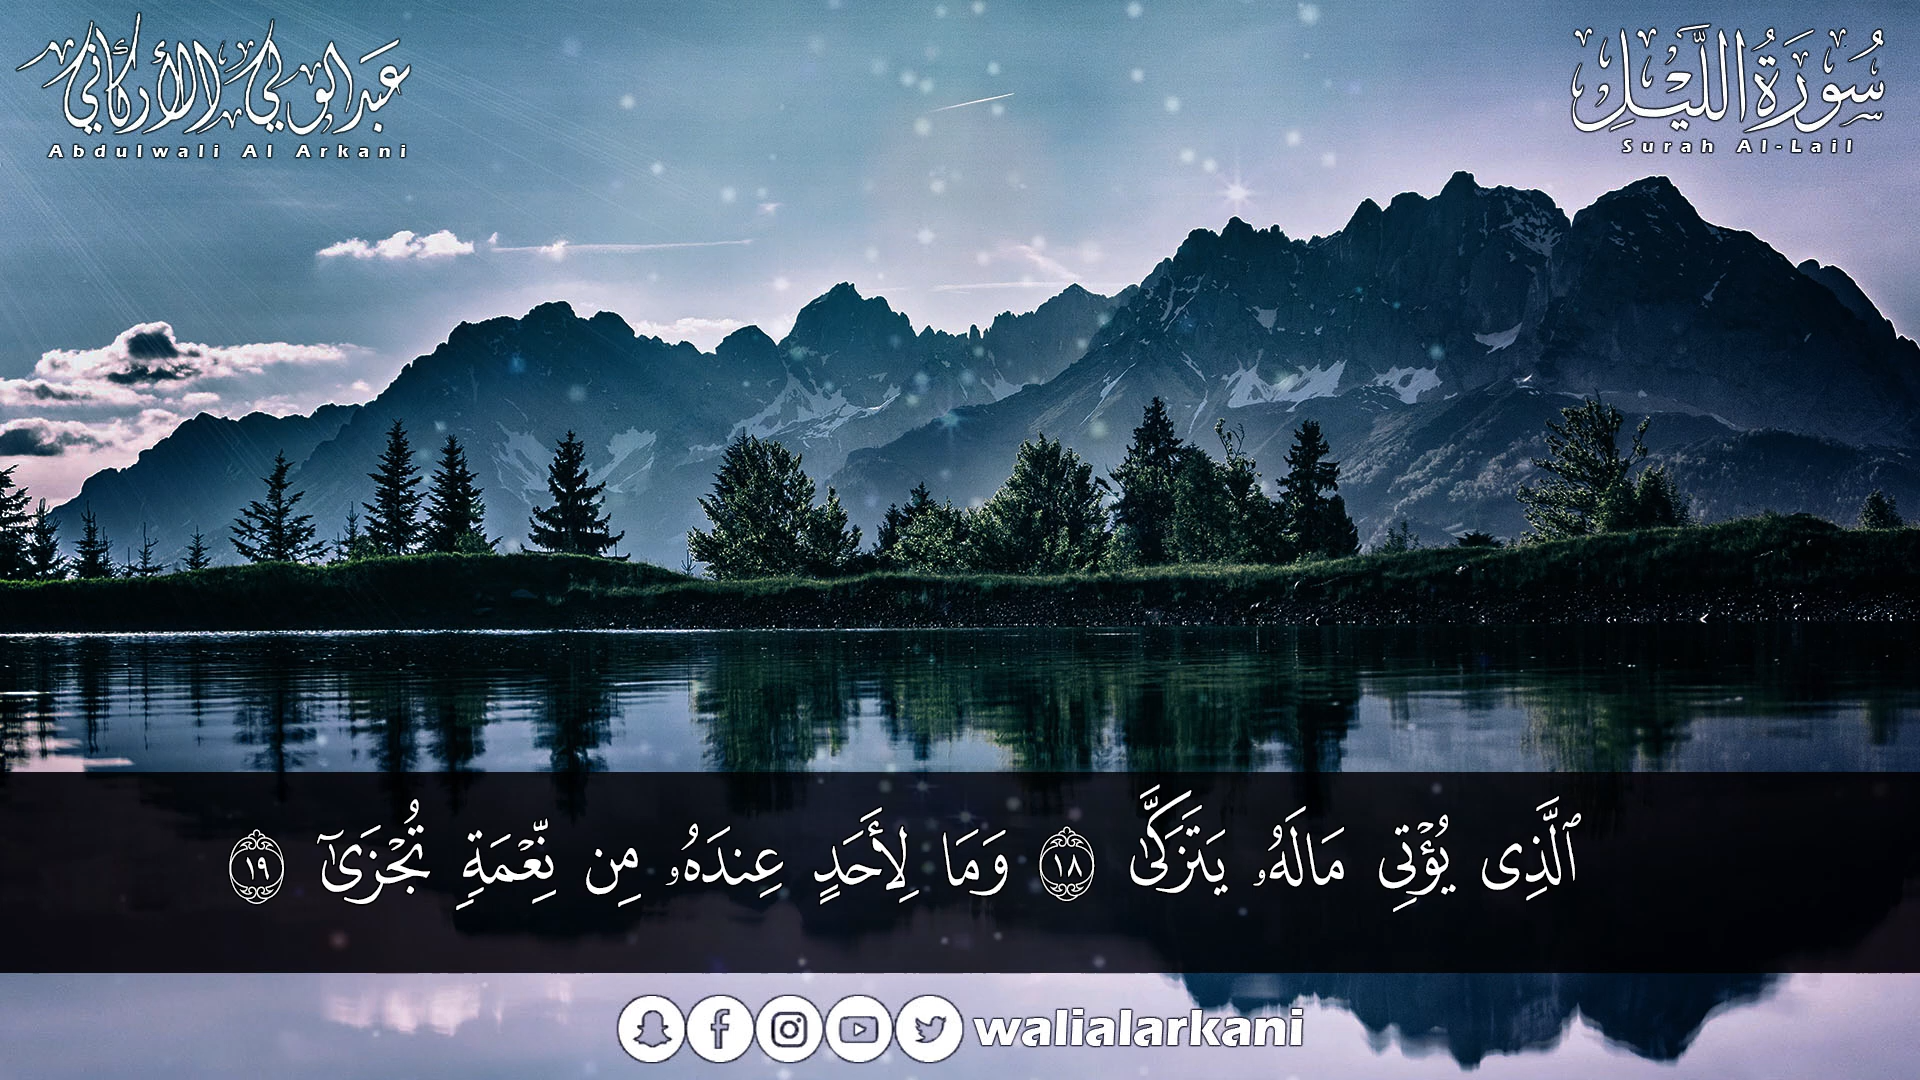 عبدالولي الأركاني
Abdulwali Al Arkani
سُورَةُ اللَّيْلِ
Surah Al-Lail
ٱلَّذِى يُؤْتِى مَالَهُۥ يَتَزَكَّىٰ ١٨ وَمَا لِأَحَدٍ عِندَهُۥ مِن نِّعْمَةٍ تُجْزَىٰٓ ١٩
walialarkani